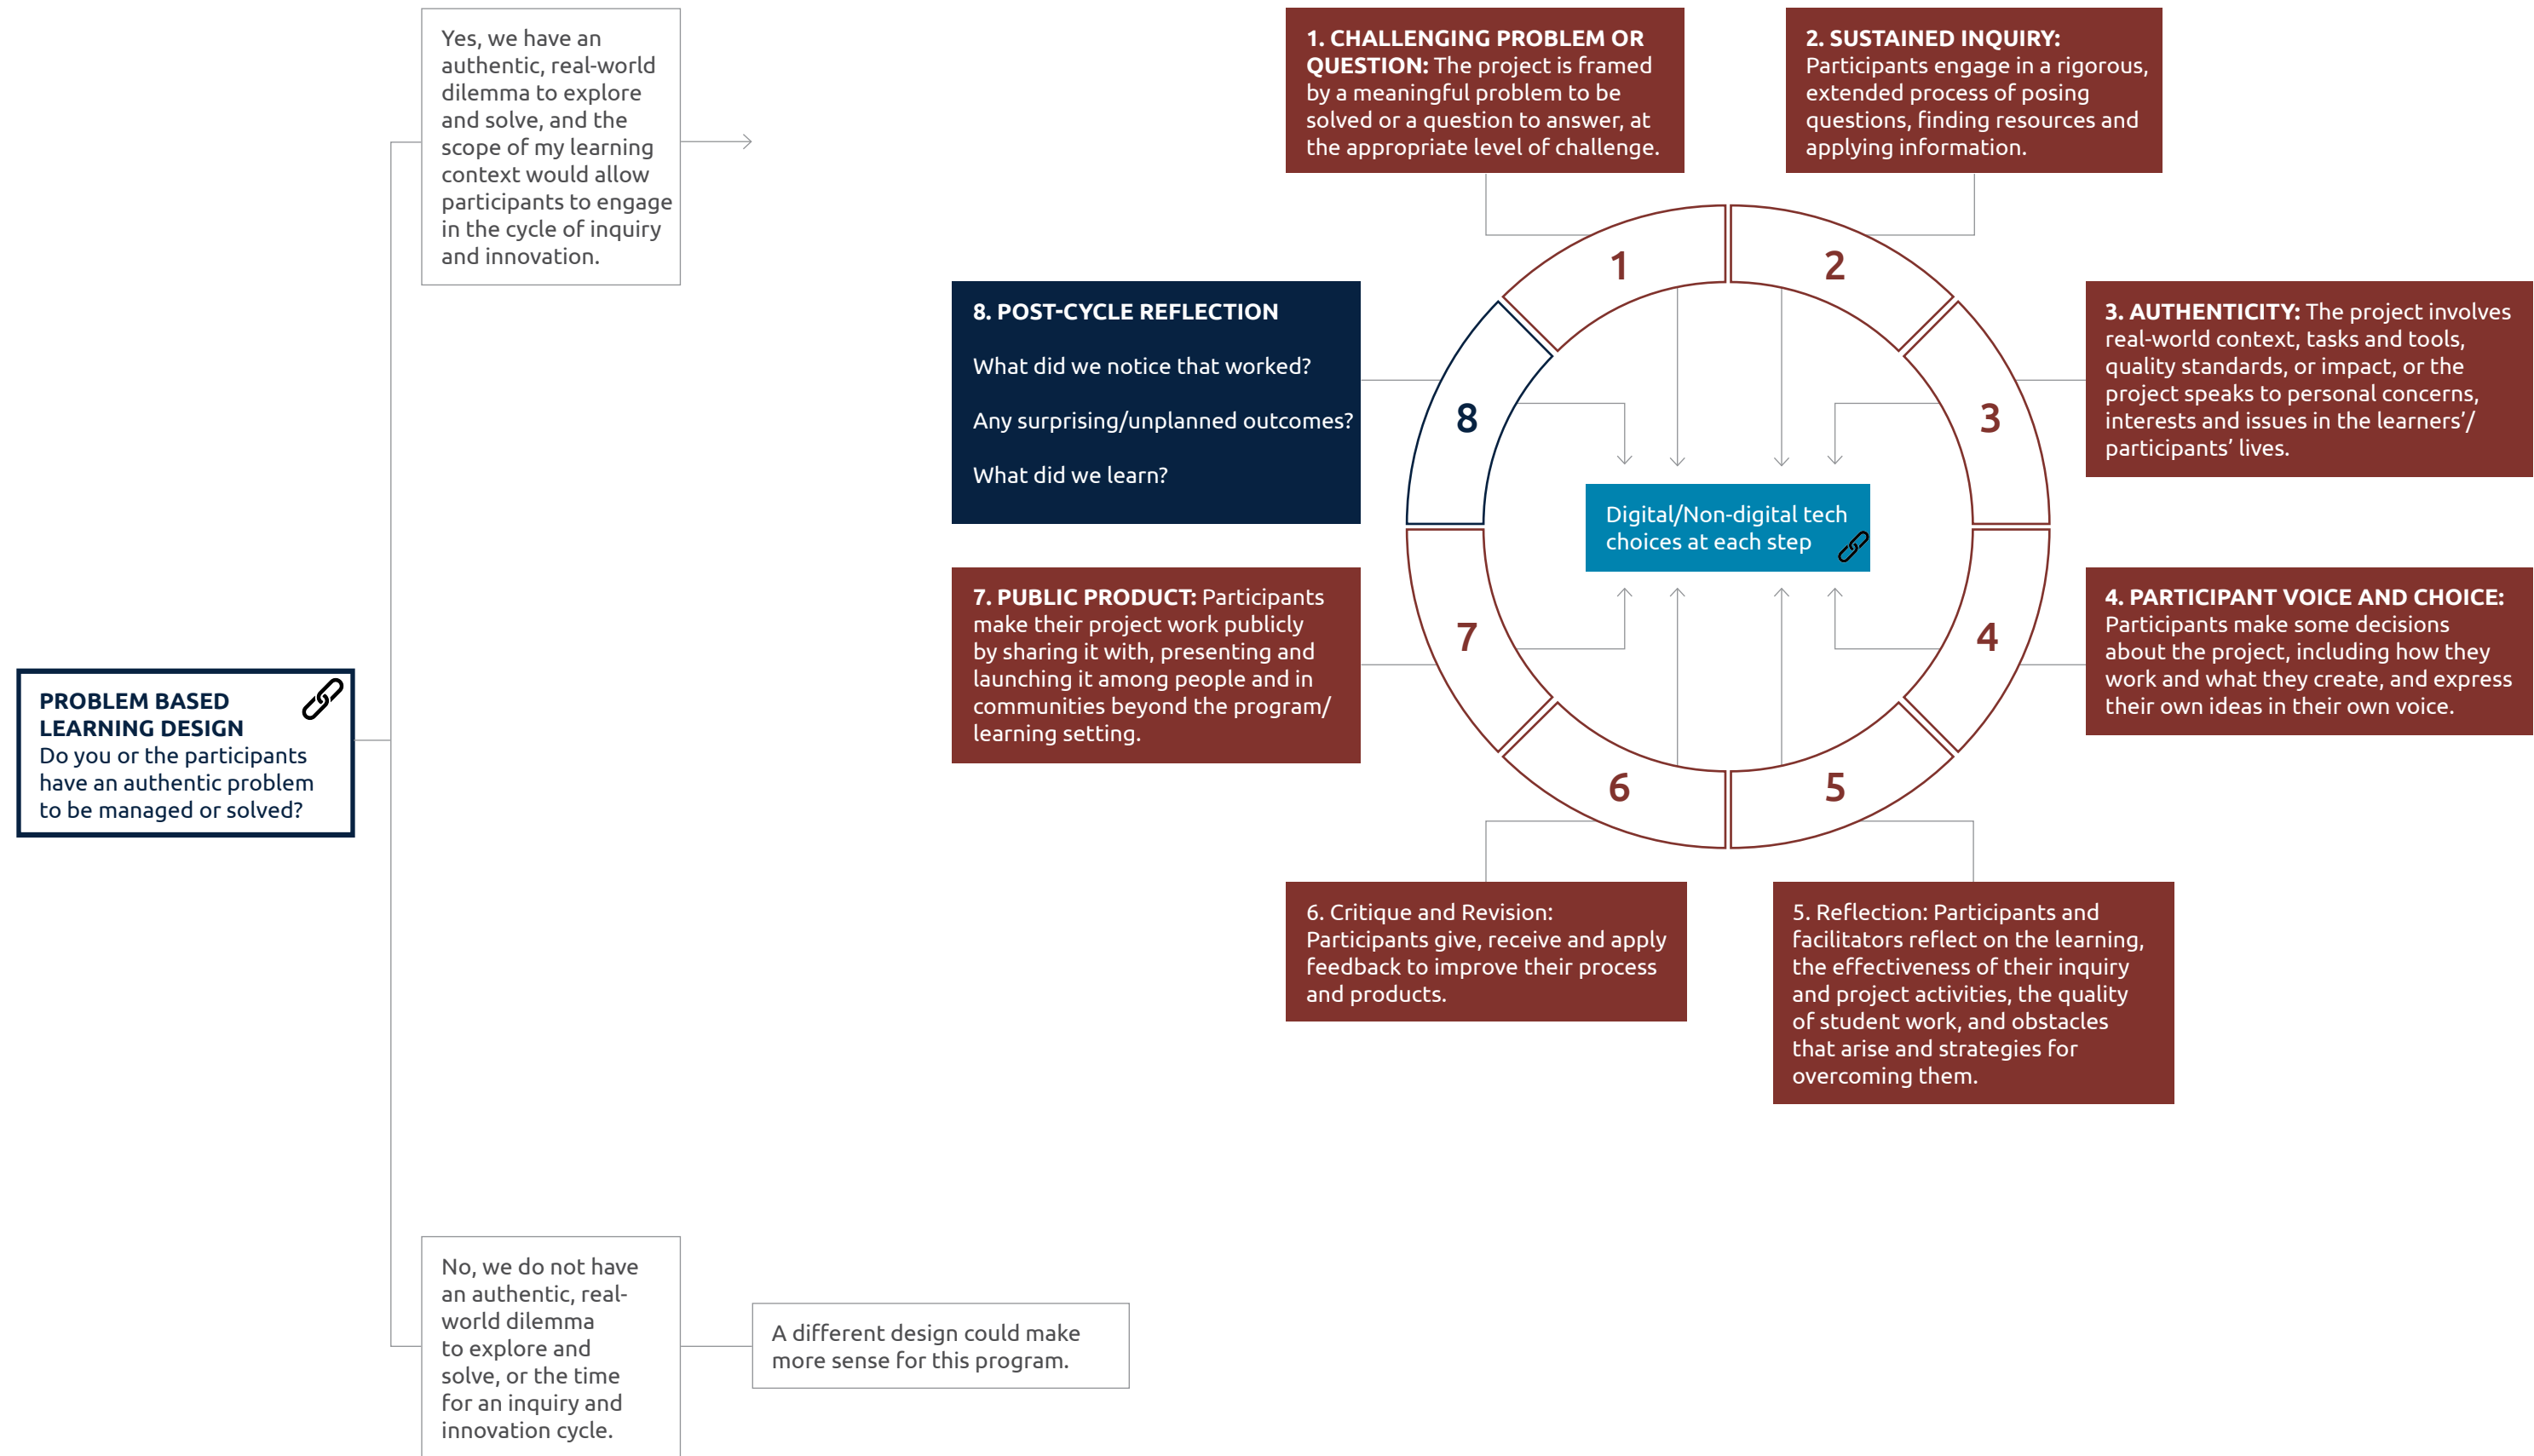 PROBLEM BASED
LEARNING DESIGN
Do you or the participants
have an authentic problem
to be managed or solved?
Yes, we have an
authentic, real-world
dilemma to explore
and solve, and the
scope of my learning
context would allow
participants to engage
in the cycle of inquiry
and innovation.
No, we do not have
an authentic, real-
world dilemma
to explore and
solve, or the time
for an inquiry and
innovation cycle.
A different design could make
more sense for this program.
1. CHALLENGING PROBLEM OR
QUESTION: The project is framed
by a meaningful problem to be
solved or a question to answer, at
the appropriate level of challenge.
2. SUSTAINED INQUIRY:
Participants engage in a rigorous,
extended process of posing
questions, finding resources and
applying information.
3. AUTHENTICITY: The project involves
real-world context, tasks and tools,
quality standards, or impact, or the
project speaks to personal concerns,
interests and issues in the learners’/
participants’ lives.
4. PARTICIPANT VOICE AND CHOICE:
Participants make some decisions
about the project, including how they
work and what they create, and express
their own ideas in their own voice.
5. Reflection: Participants and
facilitators reflect on the learning,
the effectiveness of their inquiry
and project activities, the quality
of student work, and obstacles
that arise and strategies for
overcoming them.
6. Critique and Revision:
Participants give, receive and apply
feedback to improve their process
and products.
7. PUBLIC PRODUCT: Participants
make their project work publicly
by sharing it with, presenting and
launching it among people and in
communities beyond the program/
learning setting.
8. POST-CYCLE REFLECTION
What did we notice that worked?
Any surprising/unplanned outcomes?
What did we learn?
1
2
3
4
5
6
7
8
Digital/Non-digital tech
choices at each step